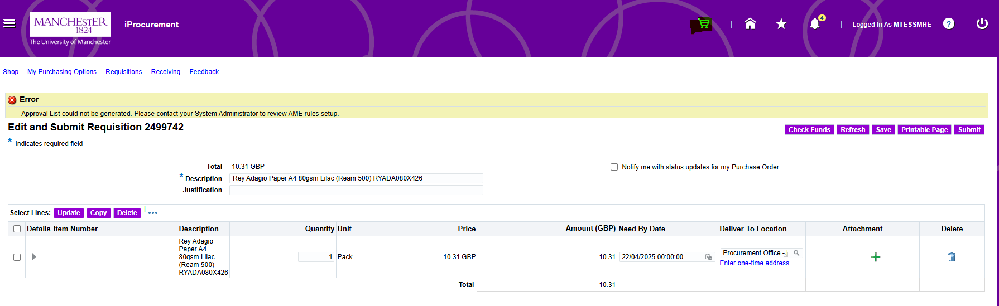 MANCHESTER
1824
The University of Manchester
iProcurement
4
Logged In As MTESSMHE
?
Shop My Purchasing Options Requisitions Receiving Feedback
Error
Approval List could not be generated. Please contact your System Administrator to review AME rules setup.
Edit and Submit Requisition 2499742
Check Funds Refresh Save Printable Page Submit
* Indicates required field
Total 10.31 GBP
Notify me with status updates for my Purchase Order
* Description Rey Adagio Paper A4 80gsm Lilac (Ream 500) RYADA080X426
Justification
Select Lines: Update Copy Delete | •••
Details Item Number Description Quantity Unit Price Amount (GBP) Need By Date Deliver-To Location Attachment Delete
Rey Adagio
Paper A4
80gsm Lilac
(Ream 500)
RYADA080X426
1 Pack 10.31 GBP 10.31 22/04/2025 00:00:00 Procurement Office -
Enter one-time address
Total 10.31